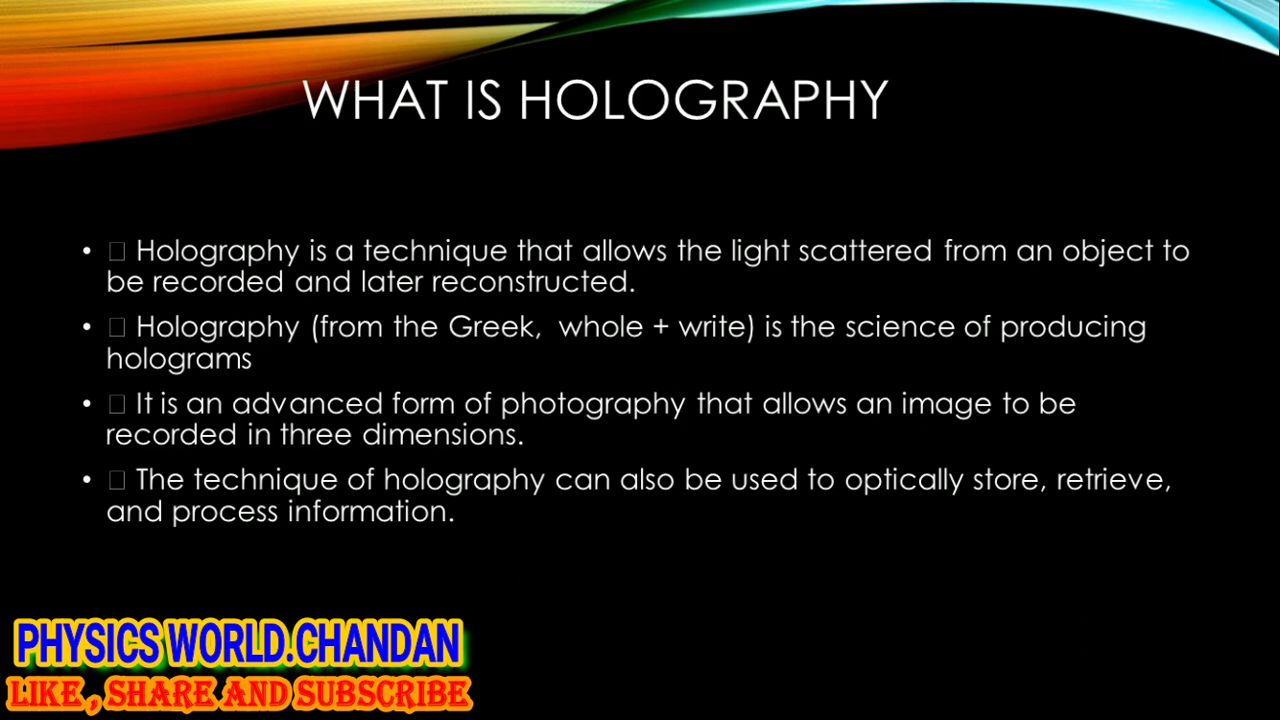 WHAT IS HOLOGRAPHY
• □ Holography is a technique that allows the light scattered from an object to
be recorded and later reconstructed.
• □ Holography (from the Greek,  whole + write) is the science of producing
holograms
• □ It is an advanced form of photography that allows an image to be
recorded in three dimensions.
• □ The technique of holography can also be used to optically store, retrieve,
and process information.
PHYSICS WORLD.CHANDAN
LIKE , SHARE AND SUBSCRIBE